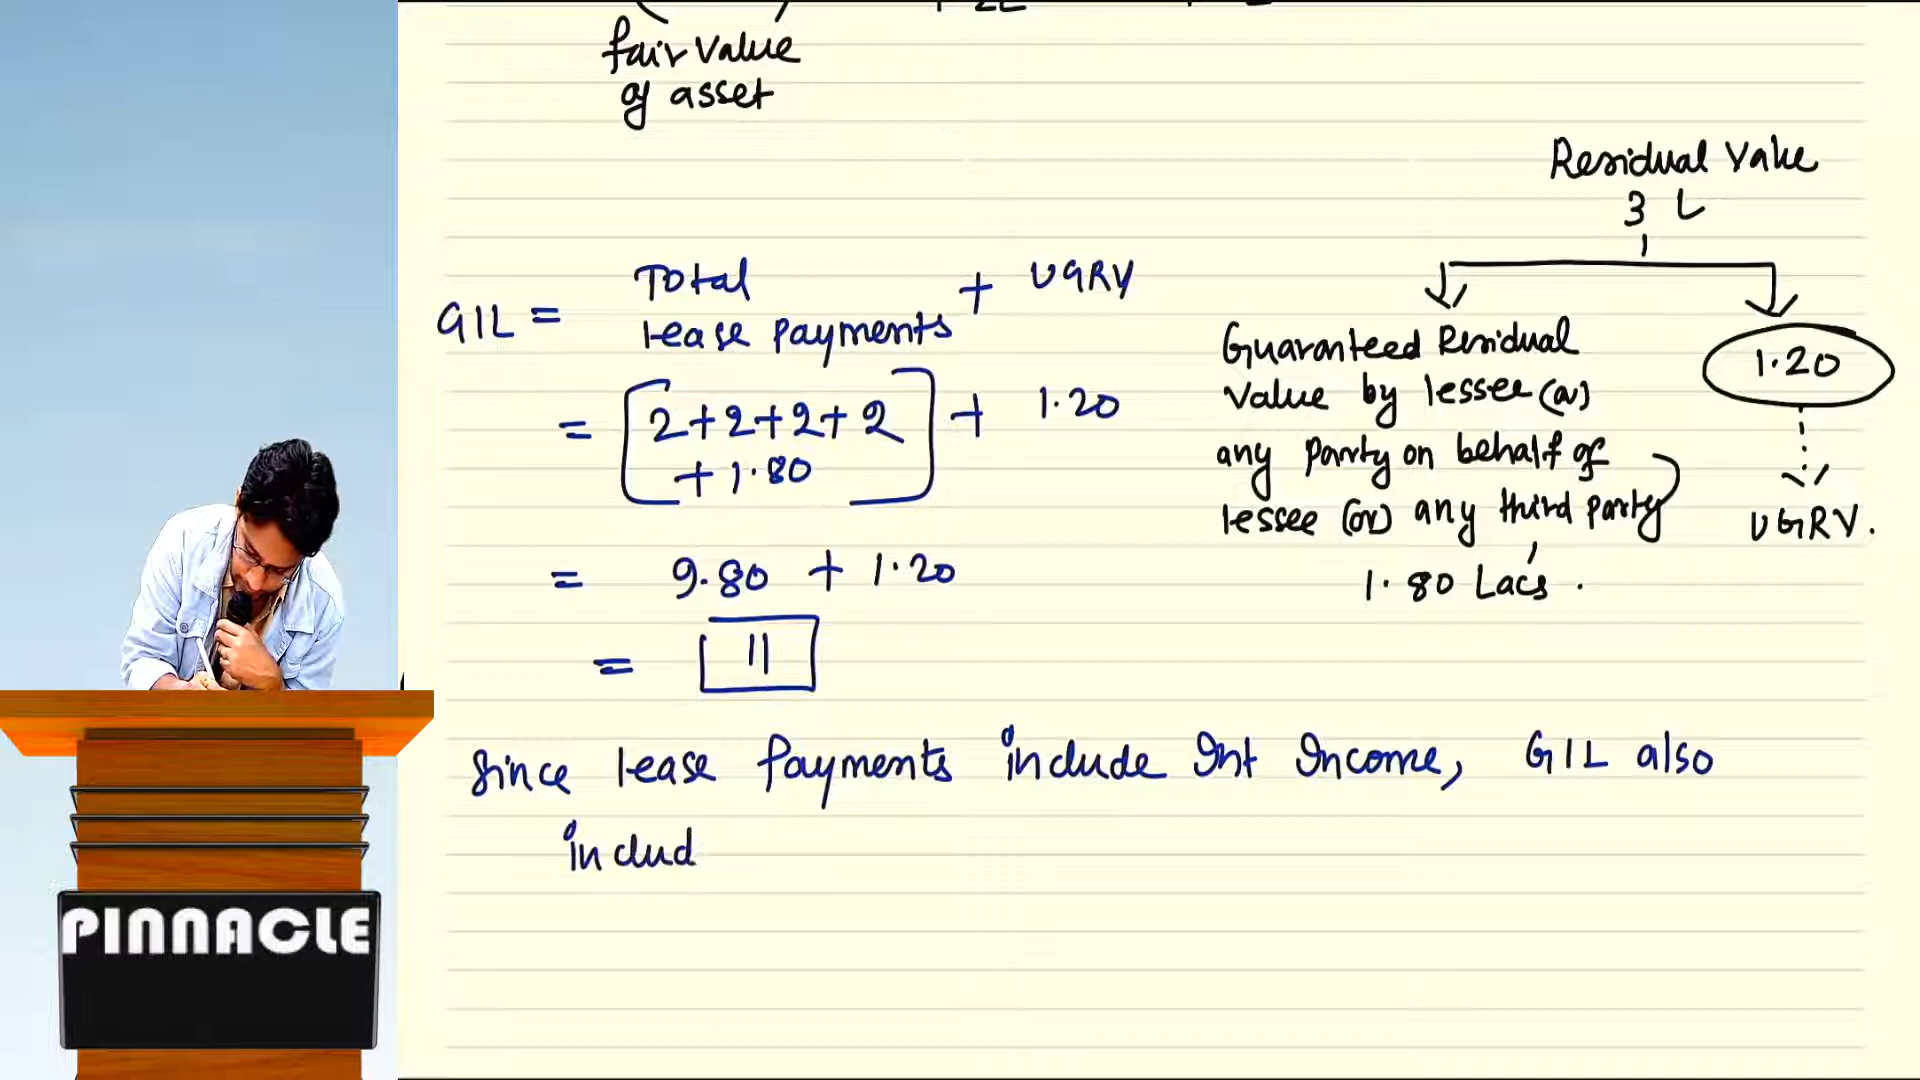 fair value
of asset
Residual Value
3 L
GIL = Total lease payments + UGRV
= [2+2+2+2 + 1.80] + 1.20
= 9.80 + 1.20
= 11
Guaranteed Residual
Value by lessee (or)
any party on behalf of
lessee (or) any third party
1.80 Lacs .
1.20
UGRV.
Since lease payments include Int Income, GIL also
includ
PINNACLE